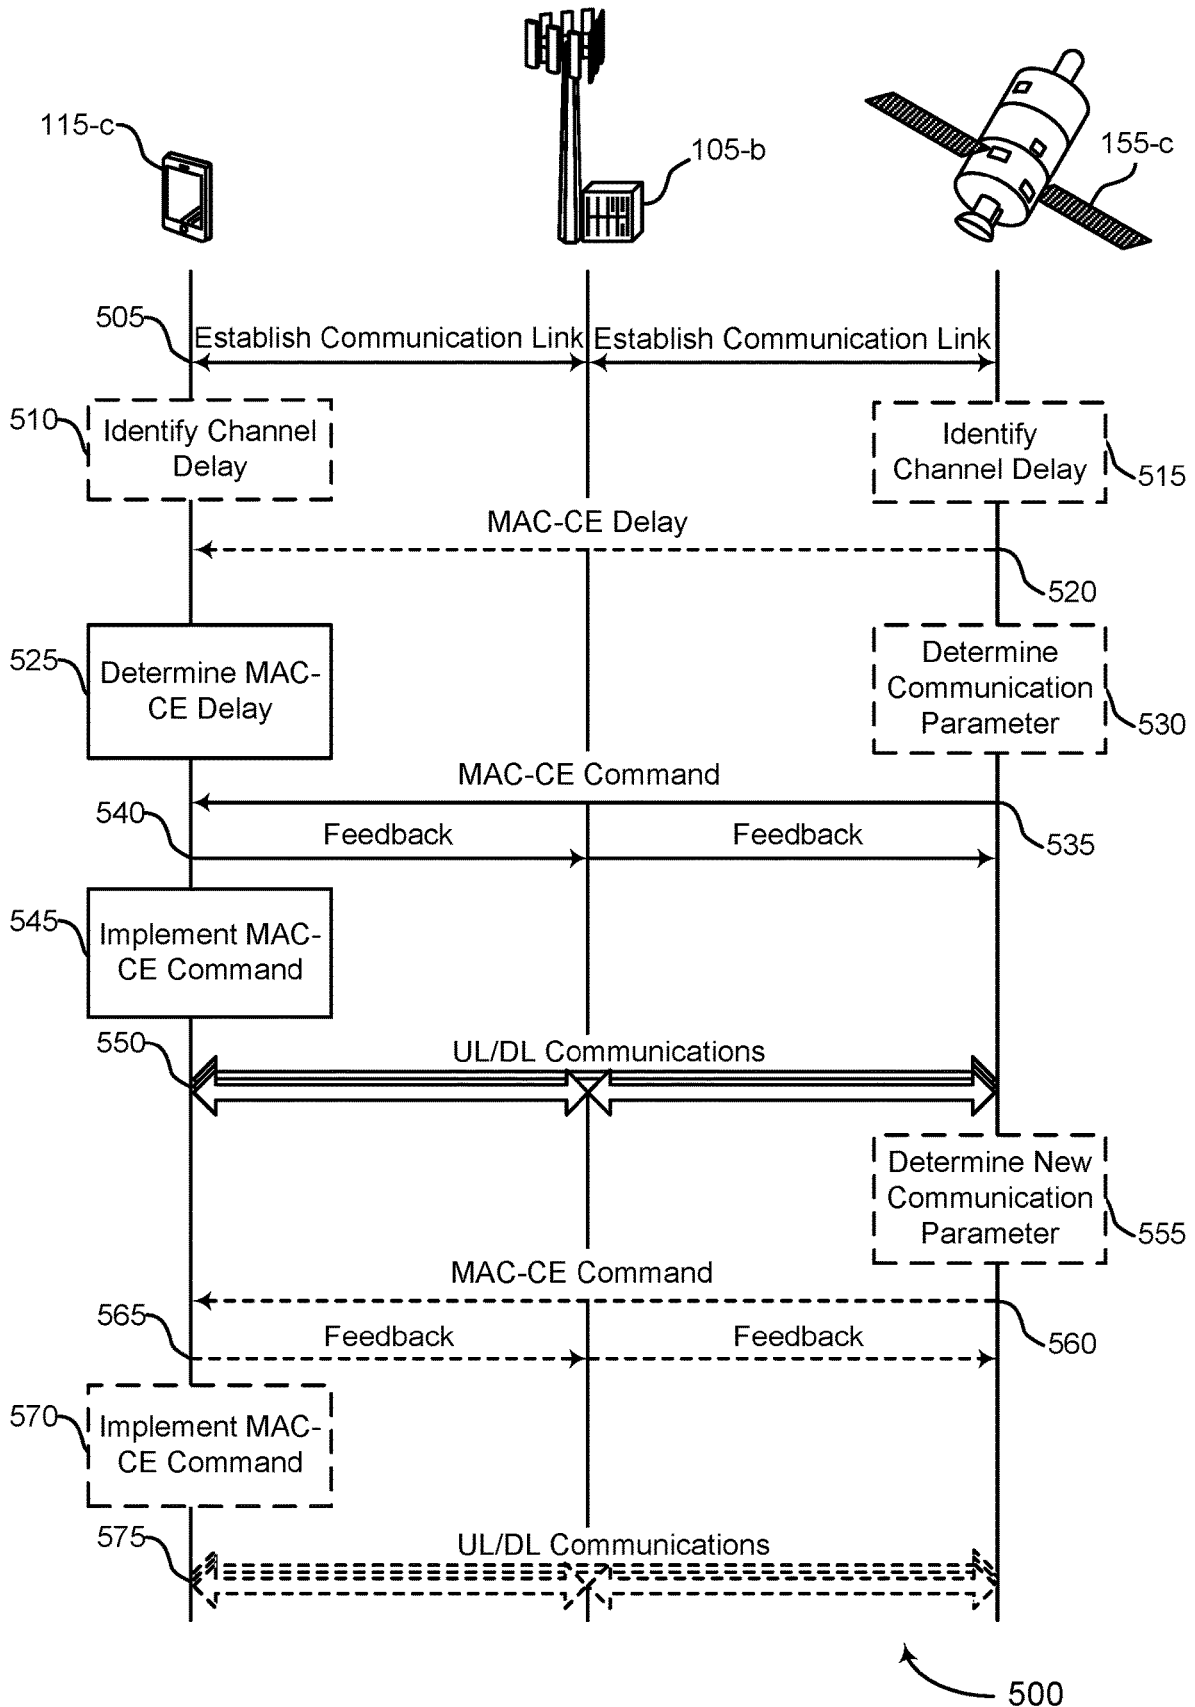 115-c
105-b
155-c
505
Establish Communication Link
Establish Communication Link
510
Identify Channel
Delay
Identify
Channel Delay
515
MAC-CE Delay
520
525
Determine MAC-
CE Delay
Determine
Communication
Parameter
530
MAC-CE Command
535
540
Feedback
Feedback
545
Implement MAC-
CE Command
550
UL/DL Communications
Determine New
Communication
Parameter
555
MAC-CE Command
560
565
Feedback
Feedback
570
Implement MAC-
CE Command
575
UL/DL Communications
500